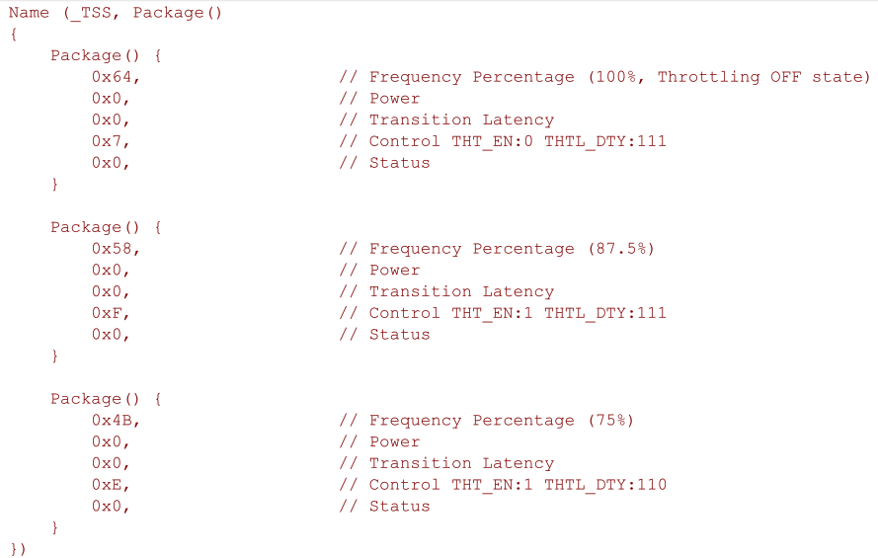 Name (_TSS, Package()
{
    Package() {
        0x64,                   // Frequency Percentage (100%, Throttling OFF state)
        0x0,                    // Power
        0x0,                    // Transition Latency
        0x7,                    // Control THT_EN:0 THTL_DTY:111
        0x0,                    // Status
    }

    Package() {
        0x58,                   // Frequency Percentage (87.5%)
        0x0,                    // Power
        0x0,                    // Transition Latency
        0xF,                    // Control THT_EN:1 THTL_DTY:111
        0x0,                    // Status
    }

    Package() {
        0x4B,                   // Frequency Percentage (75%)
        0x0,                    // Power
        0x0,                    // Transition Latency
        0xE,                    // Control THT_EN:1 THTL_DTY:110
        0x0,                    // Status
    }
})